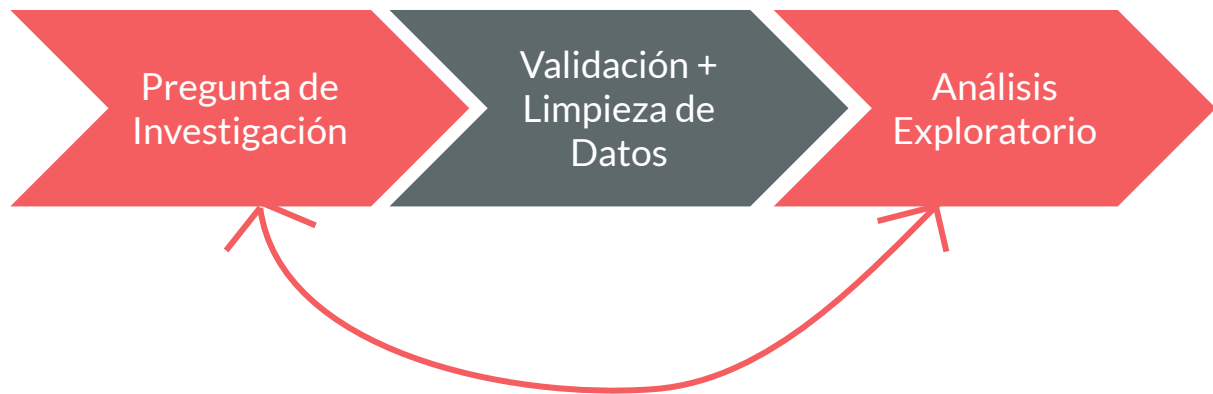 Pregunta de
Investigación
Validación +
Limpieza de
Datos
Análisis
Exploratorio